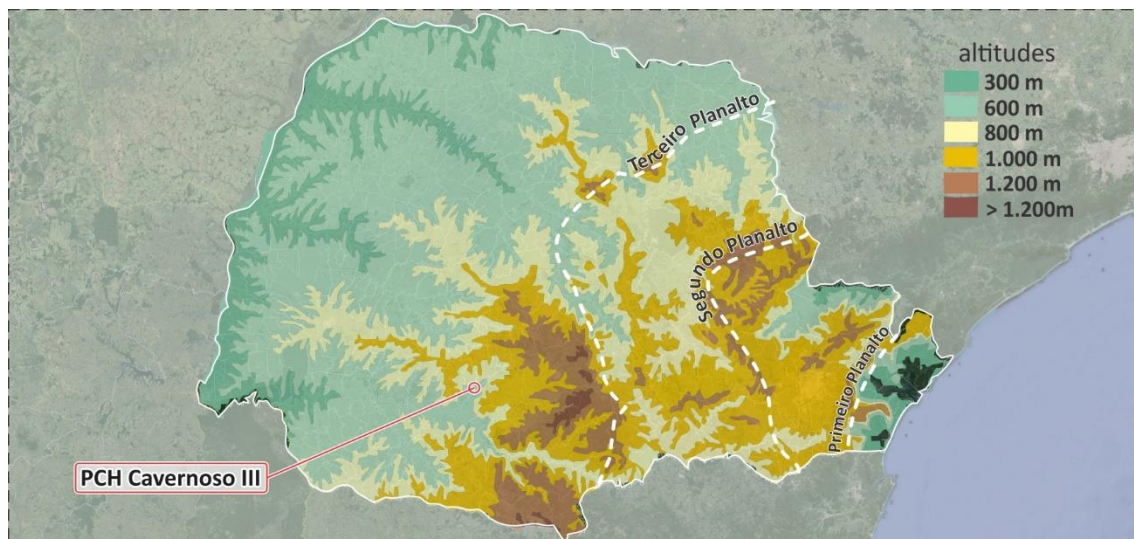 altitudes
300 m
600 m
800 m
1.000 m
1.200 m
> 1.200m
Terceiro Planalto
Segundo Planalto
Primeiro Planalto
PCH Cavernoso III